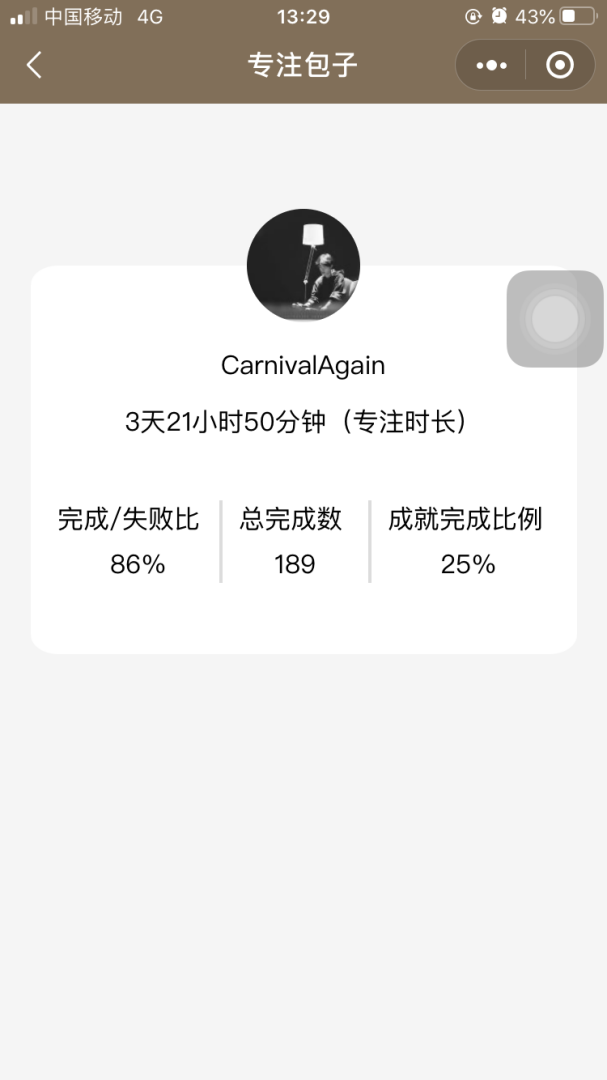 中国移动 4G 13:29 43%
专注包子
CarnivalAgain
3天21小时50分钟（专注时长）
完成/失败比 总完成数 成就完成比例
86% 189 25%